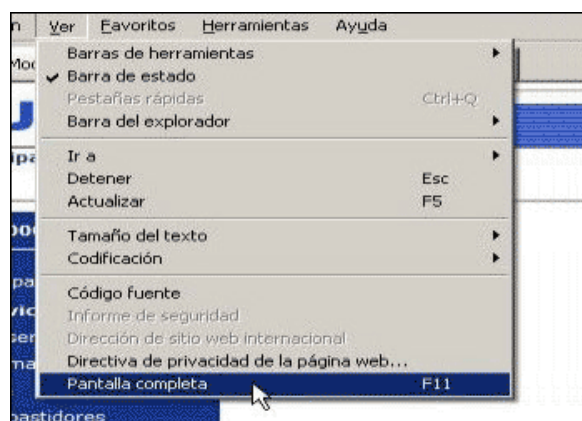 Ver Favoritos Herramientas Ayuda
Barras de herramientas
Barra de estado
Pestañas rápidas Ctrl+Q
Barra del explorador
Ir a
Detener Esc
Actualizar F5
Tamaño del texto
Codificación
Código fuente
Informe de seguridad
Dirección de sitio web internacional
Directiva de privacidad de la página web...
Pantalla completa F11
bastidores